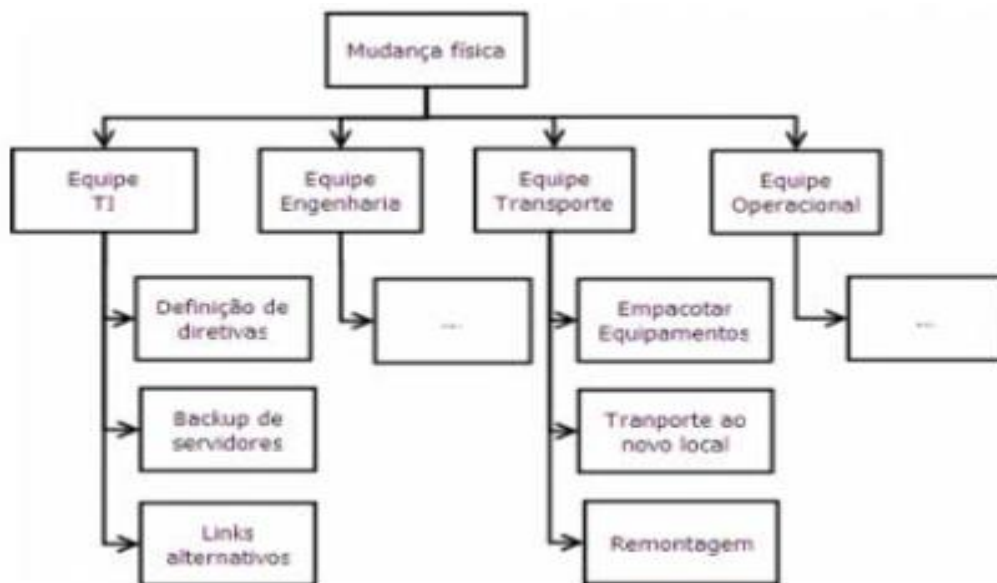 Mudança física
Equipe
TI
Equipe
Engenharia
Equipe
Transporte
Equipe
Operacional
Definição de
diretivas
...
Empacotar
Equipamentos
...
Backup de
servidores
Tranporte ao
novo local
Links
alternativos
Remontagem